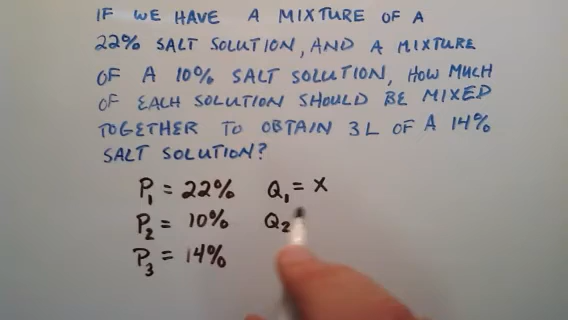 IF WE HAVE A MIXTURE OF A
22% SALT SOLUTION, AND A MIXTURE
OF A 10% SALT SOLUTION, HOW MUCH
OF EACH SOLUTION SHOULD BE MIXED
TOGETHER TO OBTAIN 3L OF A 14%
SALT SOLUTION?
P₁ = 22% Q₁ = X
P₂ = 10% Q₂
P₃ = 14%